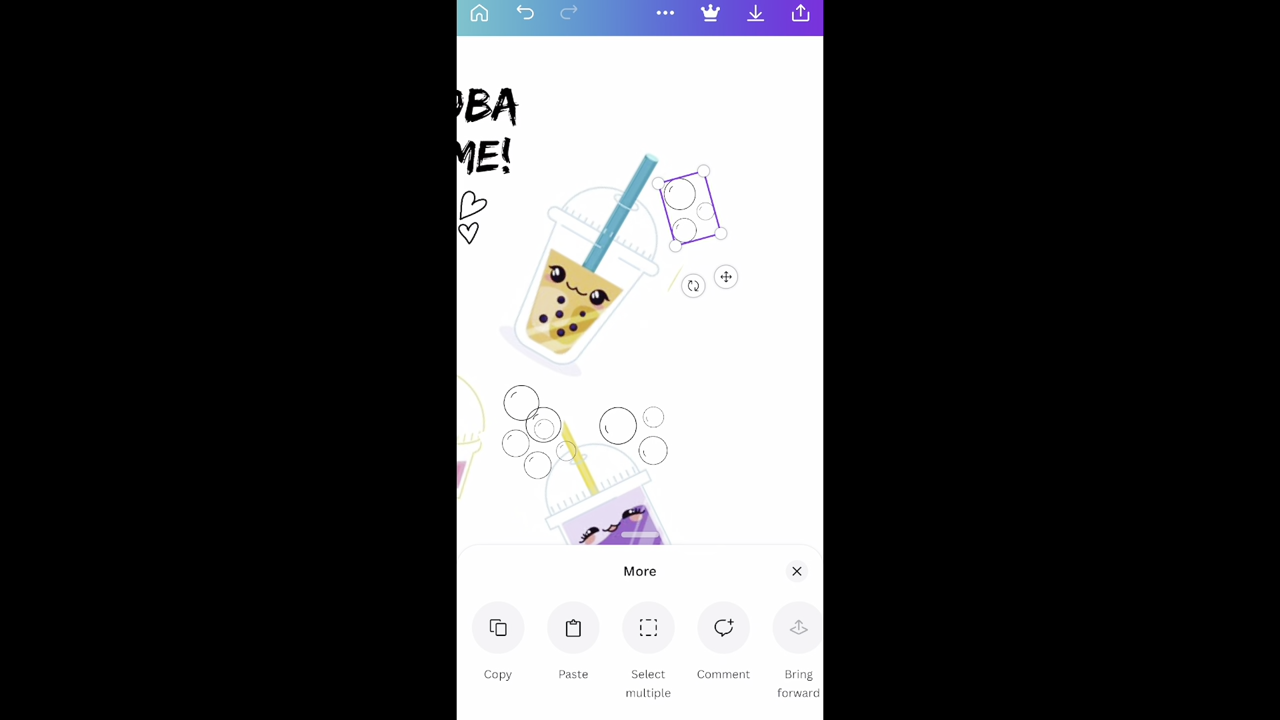 OBA
ME!
More
Copy
Paste
Select
multiple
Comment
Bring
forward